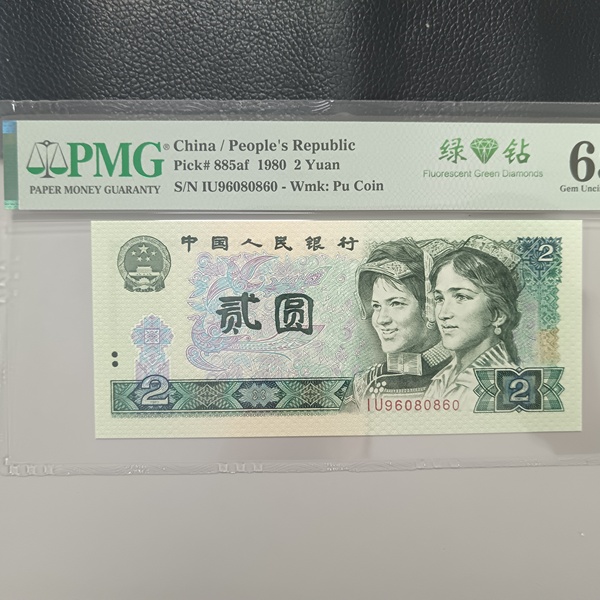 PMG®
PAPER MONEY GUARANTY
China / People's Republic
Pick# 885af 1980 2 Yuan
S/N IU96080860 - Wmk: Pu Coin
绿 钻
Fluorescent Green Diamonds
Gem
中国人民银行
2
贰圆
2
2
IU96080860